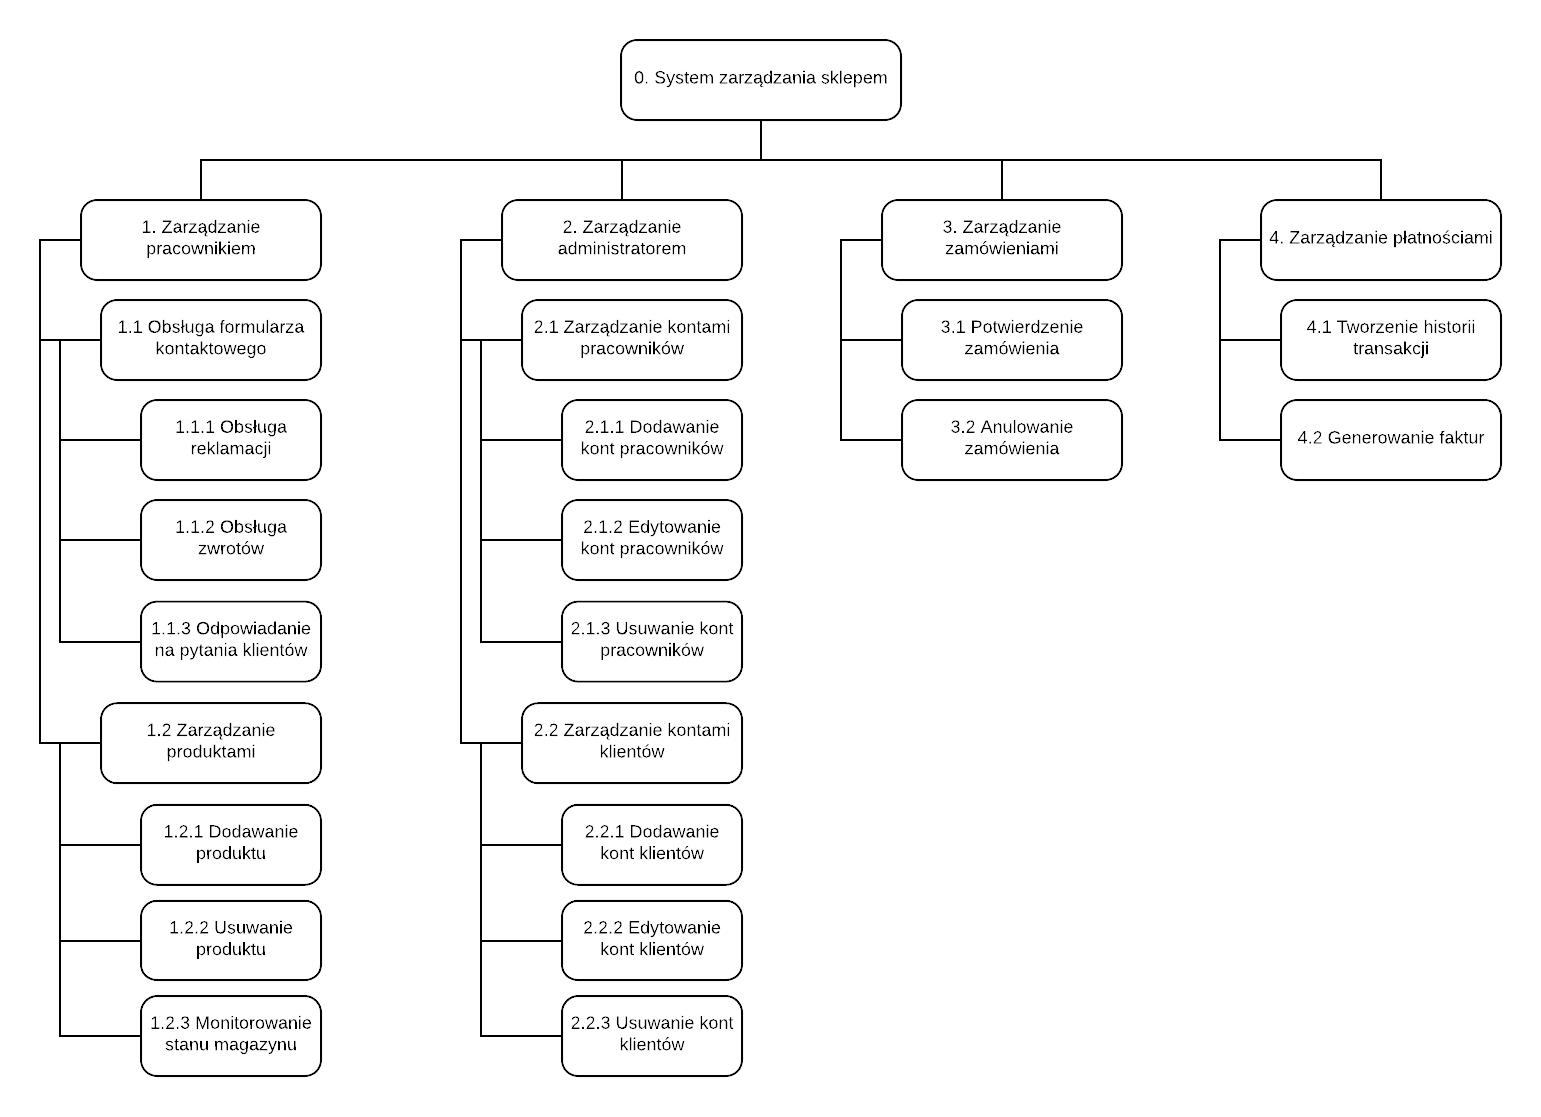 0. System zarządzania sklepem
1. Zarządzanie
pracownikiem
1.1 Obsługa formularza
kontaktowego
1.1.1 Obsługa
reklamacji
1.1.2 Obsługa
zwrotów
1.1.3 Odpowiadanie
na pytania klientów
1.2 Zarządzanie
produktami
1.2.1 Dodawanie
produktu
1.2.2 Usuwanie
produktu
1.2.3 Monitorowanie
stanu magazynu
2. Zarządzanie
administratorem
2.1 Zarządzanie kontami
pracowników
2.1.1 Dodawanie
kont pracowników
2.1.2 Edytowanie
kont pracowników
2.1.3 Usuwanie kont
pracowników
2.2 Zarządzanie kontami
klientów
2.2.1 Dodawanie
kont klientów
2.2.2 Edytowanie
kont klientów
2.2.3 Usuwanie kont
klientów
3. Zarządzanie
zamówieniami
3.1 Potwierdzenie
zamówienia
3.2 Anulowanie
zamówienia
4. Zarządzanie płatnościami
4.1 Tworzenie historii
transakcji
4.2 Generowanie faktur